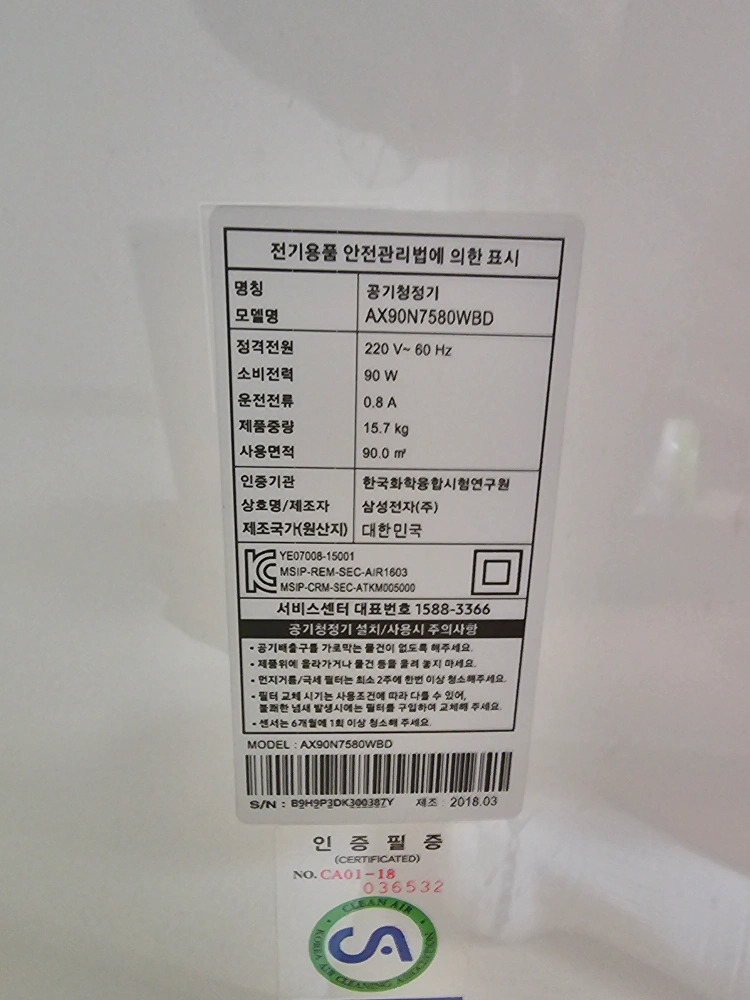 전기용품 안전관리법에 의한 표시
명칭 공기청정기
모델명 AX90N7580WBD
정격전원 220 V~ 60 Hz
소비전력 90 W
운전전류 0.8 A
제품중량 15.7 kg
사용면적 90.0 ㎡
인증기관 한국화학융합시험연구원
상호명/제조자 삼성전자(주)
제조국가(원산지) 대한민국
YE07008-15001
MSIP-REM-SEC-AIR1603
MSIP-CRM-SEC-ATKM005000
서비스센터 대표번호 1588-3366
공기청정기 설치/사용시 주의사항
• 공기배출구를 가로막는 물건이 없도록 해주세요.
• 제품위에 올라가거나 물건 등을 올려 놓지 마세요.
• 먼지거름/극세 필터는 최소 2주에 한번 이상 청소해주세요.
• 필터 교체 시기는 사용조건에 따라 다를 수 있어,
불쾌한 냄새 발생시에는 필터를 구입하여 교체해 주세요.
• 센서는 6개월에 1회 이상 청소해 주세요.
MODEL : AX90N7580WBD
S/N : B9H9P3DK300387Y 제조 : 2018.03
인 증 필 증
(CERTIFICATED)
NO. CA01-18
036532
CLEAN AIR
CA
KOREA AIR CLEANING ASSOCIATION